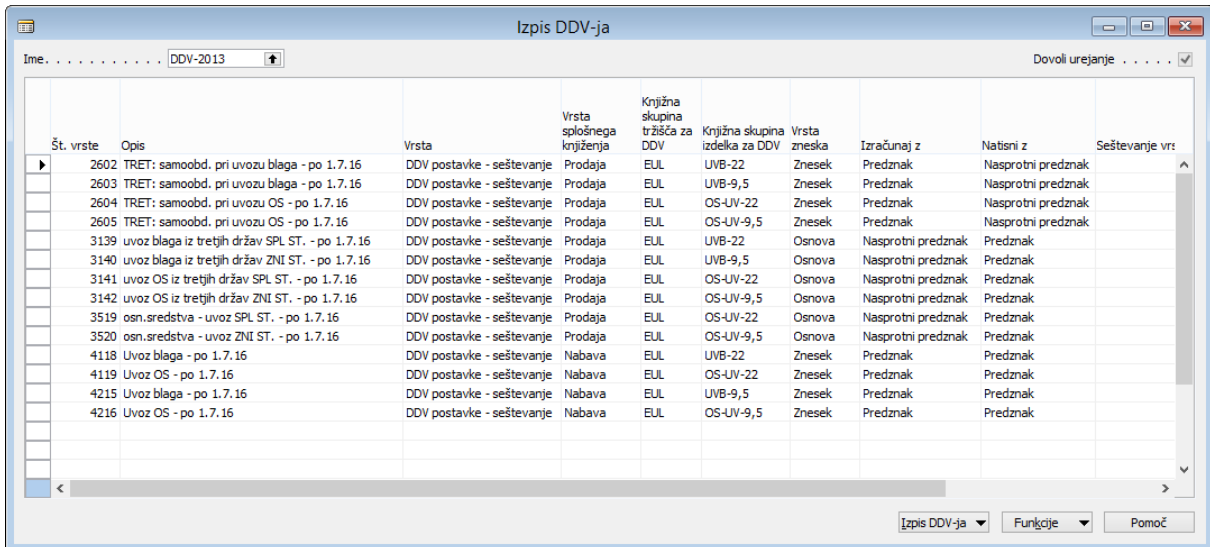 Izpis DDV-ja
Ime. . . . . . . . . . . DDV-2013
Dovoli urejanje . . . . .
Št. vrste Opis Vrsta Vrsta splošnega knjiženja Knjižna skupina tržišča za DDV Knjižna skupina izdelka za DDV Vrsta zneska Izračunaj z Natisni z Seštevanje vrs
2602 TRET: samoobd. pri uvozu blaga - po 1.7.16 DDV postavke - seštevanje Prodaja EUL UVB-22 Znesek Predznak Nasprotni predznak
2603 TRET: samoobd. pri uvozu blaga - po 1.7.16 DDV postavke - seštevanje Prodaja EUL UVB-9,5 Znesek Predznak Nasprotni predznak
2604 TRET: samoobd. pri uvozu OS - po 1.7.16 DDV postavke - seštevanje Prodaja EUL OS-UV-22 Znesek Predznak Nasprotni predznak
2605 TRET: samoobd. pri uvozu OS - po 1.7.16 DDV postavke - seštevanje Prodaja EUL OS-UV-9,5 Znesek Predznak Nasprotni predznak
3139 uvoz blaga iz tretjih držav SPL ST. - po 1.7.16 DDV postavke - seštevanje Prodaja EUL UVB-22 Osnova Nasprotni predznak Predznak
3140 uvoz blaga iz tretjih držav ZNI ST. - po 1.7.16 DDV postavke - seštevanje Prodaja EUL UVB-9,5 Osnova Nasprotni predznak Predznak
3141 uvoz OS iz tretjih držav SPL ST. - po 1.7.16 DDV postavke - seštevanje Prodaja EUL OS-UV-22 Osnova Nasprotni predznak Predznak
3142 uvoz OS iz tretjih držav ZNI ST. - po 1.7.16 DDV postavke - seštevanje Prodaja EUL OS-UV-9,5 Osnova Nasprotni predznak Predznak
3519 osn.sredstva - uvoz SPL ST. - po 1.7.16 DDV postavke - seštevanje Prodaja EUL OS-UV-22 Osnova Nasprotni predznak Predznak
3520 osn.sredstva - uvoz ZNI ST. - po 1.7.16 DDV postavke - seštevanje Prodaja EUL OS-UV-9,5 Osnova Nasprotni predznak Predznak
4118 Uvoz blaga - po 1.7.16 DDV postavke - seštevanje Nabava EUL UVB-22 Znesek Predznak Predznak
4119 Uvoz OS - po 1.7.16 DDV postavke - seštevanje Nabava EUL OS-UV-22 Znesek Predznak Predznak
4215 Uvoz blaga - po 1.7.16 DDV postavke - seštevanje Nabava EUL UVB-9,5 Znesek Predznak Predznak
4216 Uvoz OS - po 1.7.16 DDV postavke - seštevanje Nabava EUL OS-UV-9,5 Znesek Predznak Predznak
Izpis DDV-ja Funkcije Pomoč